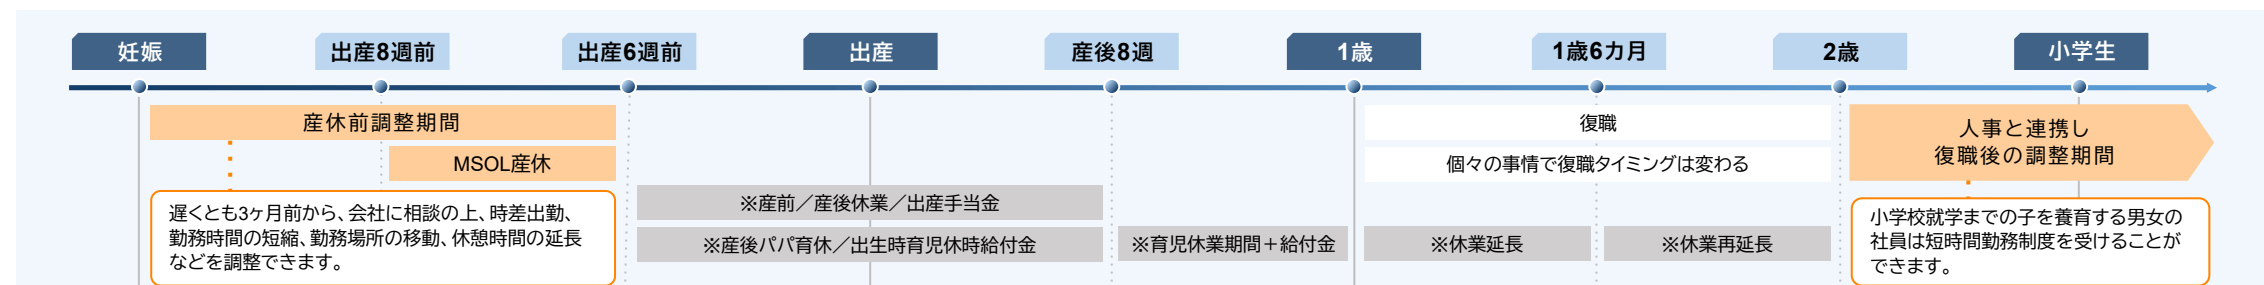 妊娠
出産8週前
出産6週前
出産
産後8週
1歳
1歳6カ月
2歳
小学生
産休前調整期間
MSOL産休
遅くとも3ヶ月前から、会社に相談の上、時差出勤、
勤務時間の短縮、勤務場所の移動、休憩時間の延長
などを調整できます。
※産前／産後休業／出産手当金
※産後パパ育休／出生時育児休時給付金
※育児休業期間＋給付金
復職
個々の事情で復職タイミングは変わる
※休業延長
※休業再延長
人事と連携し
復職後の調整期間
小学校就学までの子を養育する男女の
社員は短時間勤務制度を受けることが
できます。